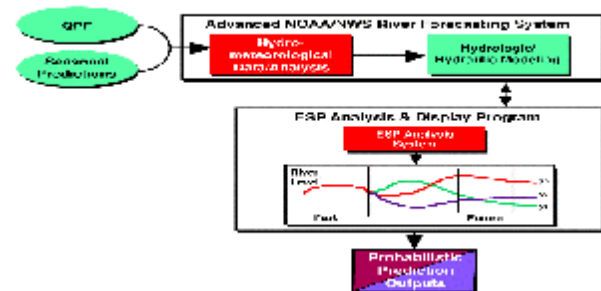 QPF
Advanced NOAA/NWS River Forecasting System
Seasonal
Predictions
Hydro-
meteorological
Data/Analysis
Hydrologic/
Hydraulic Modeling
ESP Analysis & Display Program
ESP Analysis
System
River
Level
Past
Future
Probabilistic
Prediction
Outputs